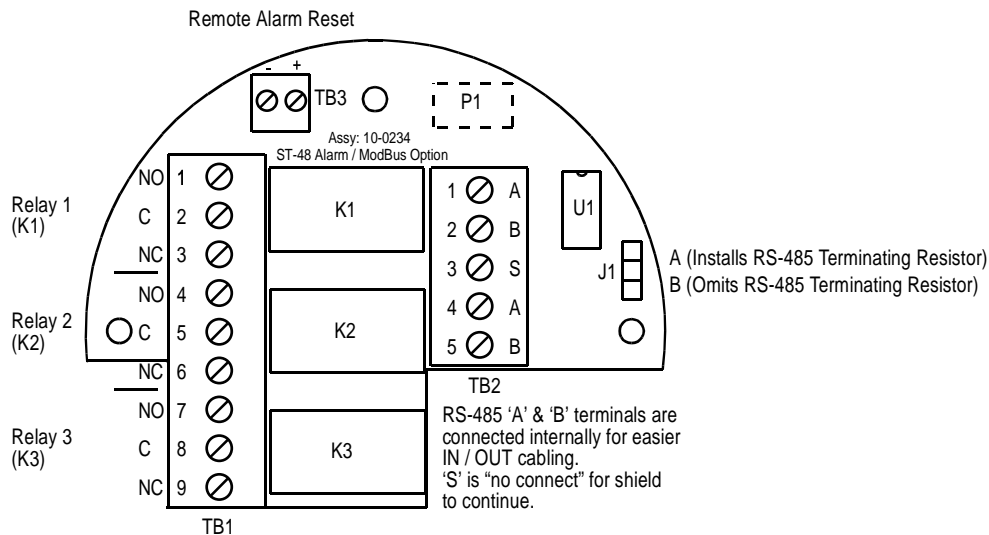 Remote Alarm Reset
- +
TB3
P1
Assy: 10-0234
ST-48 Alarm / ModBus Option
Relay 1
(K1)
NO 1
C 2
NC 3
Relay 2
(K2)
NO 4
C 5
NC 6
Relay 3
(K3)
NO 7
C 8
NC 9
TB1
K1
K2
K3
1 A
2 B
3 S
4 A
5 B
TB2
U1
J1
A (Installs RS-485 Terminating Resistor)
B (Omits RS-485 Terminating Resistor)
RS-485 ‘A’ & ‘B’ terminals are
connected internally for easier
IN / OUT cabling.
‘S’ is “no connect” for shield
to continue.